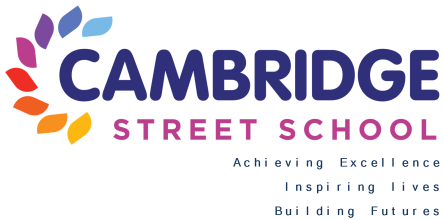 CAMBRIDGE
STREET SCHOOL
Achieving Excellence
Inspiring lives
Building Futures